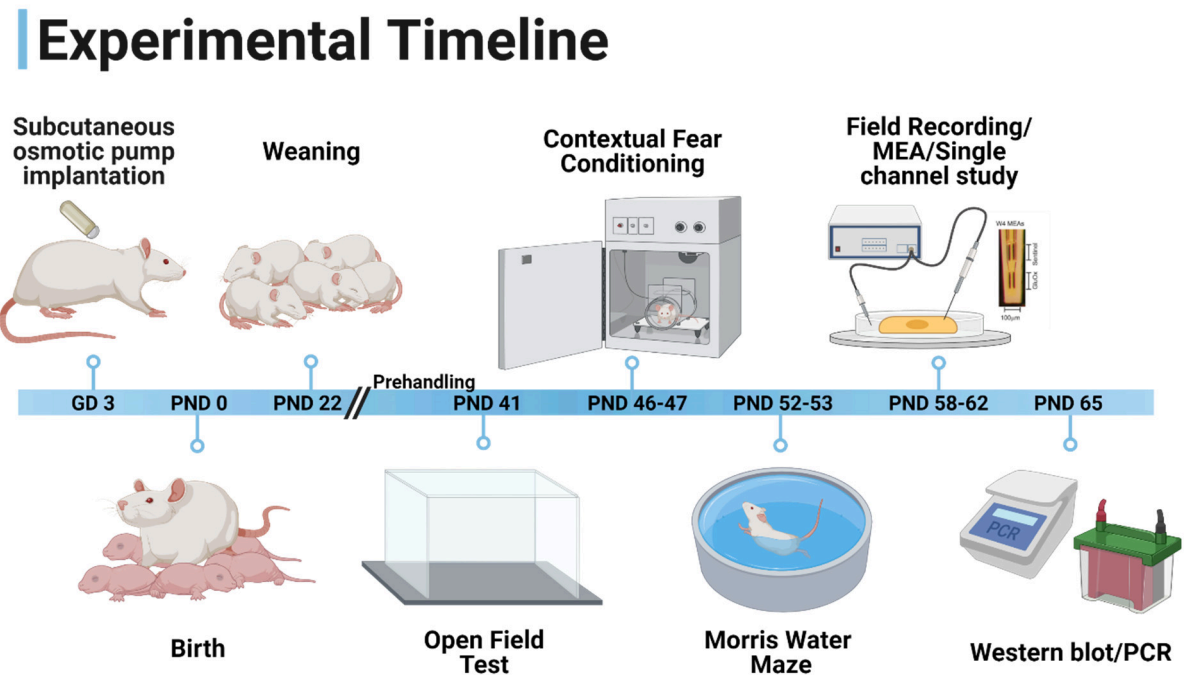 Experimental Timeline
Subcutaneous
osmotic pump
implantation
Weaning
Contextual Fear
Conditioning
Field Recording/
MEA/Single
channel study
W4 MEAs
Sentinel
GluOx
100μm
Prehandling
GD 3
PND 0
PND 22
PND 41
PND 46-47
PND 52-53
PND 58-62
PND 65
PCR
Birth
Open Field
Test
Morris Water
Maze
Western blot/PCR